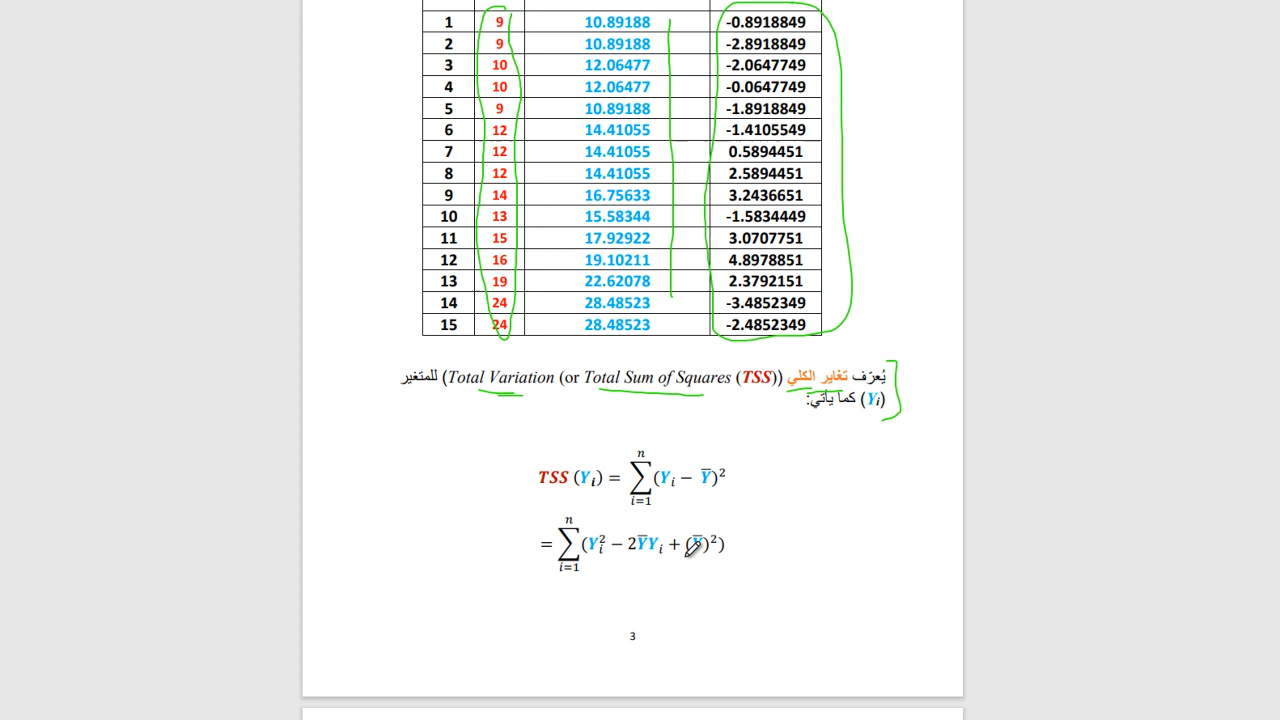 1 9 10.89188 -0.8918849
2 9 10.89188 -2.8918849
3 10 12.06477 -2.0647749
4 10 12.06477 -0.0647749
5 9 10.89188 -1.8918849
6 12 14.41055 -1.4105549
7 12 14.41055 0.5894451
8 12 14.41055 2.5894451
9 14 16.75633 3.2436651
10 13 15.58344 -1.5834449
11 15 17.92922 3.0707751
12 16 19.10211 4.8978851
13 19 22.62078 2.3792151
14 24 28.48523 -3.4852349
15 24 28.48523 -2.4852349
يُعرّف تغاير الكلي (Total Variation (or Total Sum of Squares (TSS)) للمتغير
(Yᵢ) كما يأتي:
TSS (Yᵢ) = ∑ᵢ₌₁ⁿ (Yᵢ − Ȳ)²
= ∑ᵢ₌₁ⁿ (Yᵢ² − 2ȲYᵢ + (Ȳ)²)
3